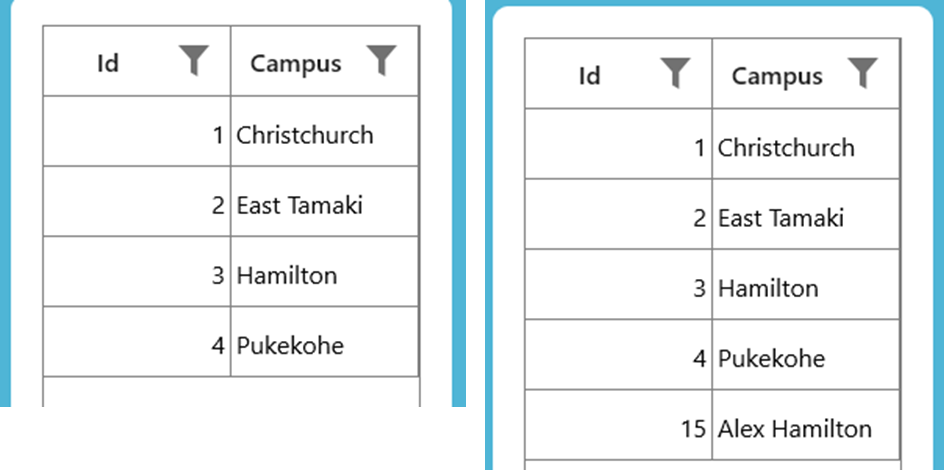 Id Campus
1 Christchurch
2 East Tamaki
3 Hamilton
4 Pukekohe
Id Campus
1 Christchurch
2 East Tamaki
3 Hamilton
4 Pukekohe
15 Alex Hamilton